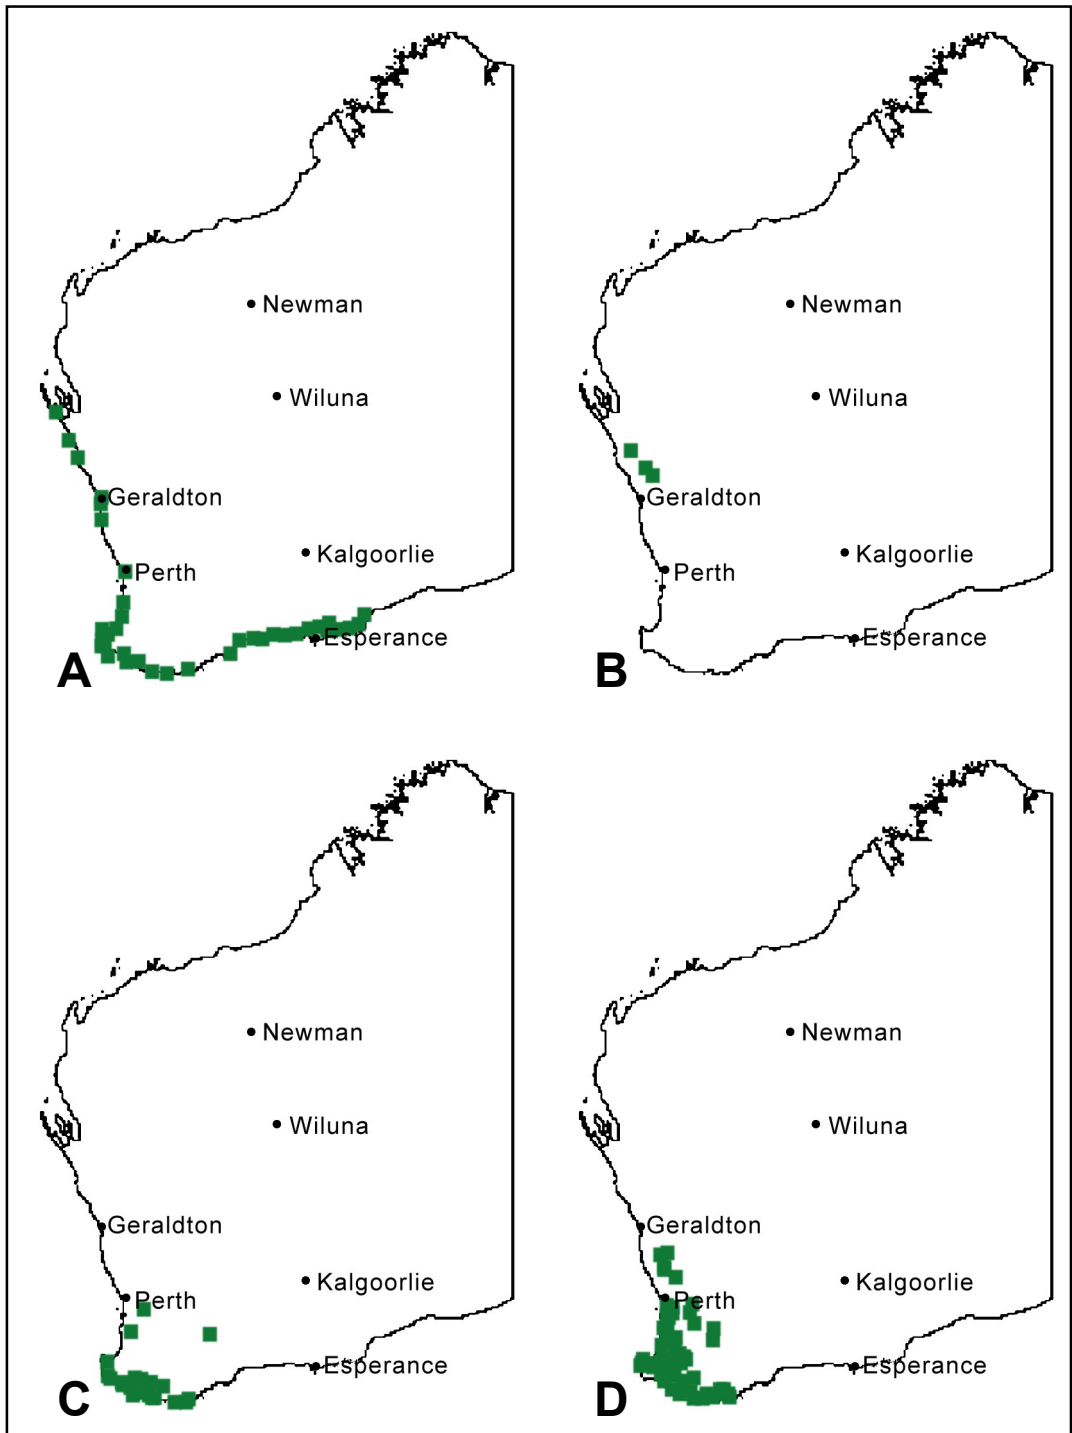 Newman
Wiluna
Geraldton
Kalgoorlie
Perth
Esperance
A
Newman
Wiluna
Geraldton
Kalgoorlie
Perth
Esperance
B
Newman
Wiluna
Geraldton
Kalgoorlie
Perth
Esperance
C
Newman
Wiluna
Geraldton
Kalgoorlie
Perth
Esperance
D